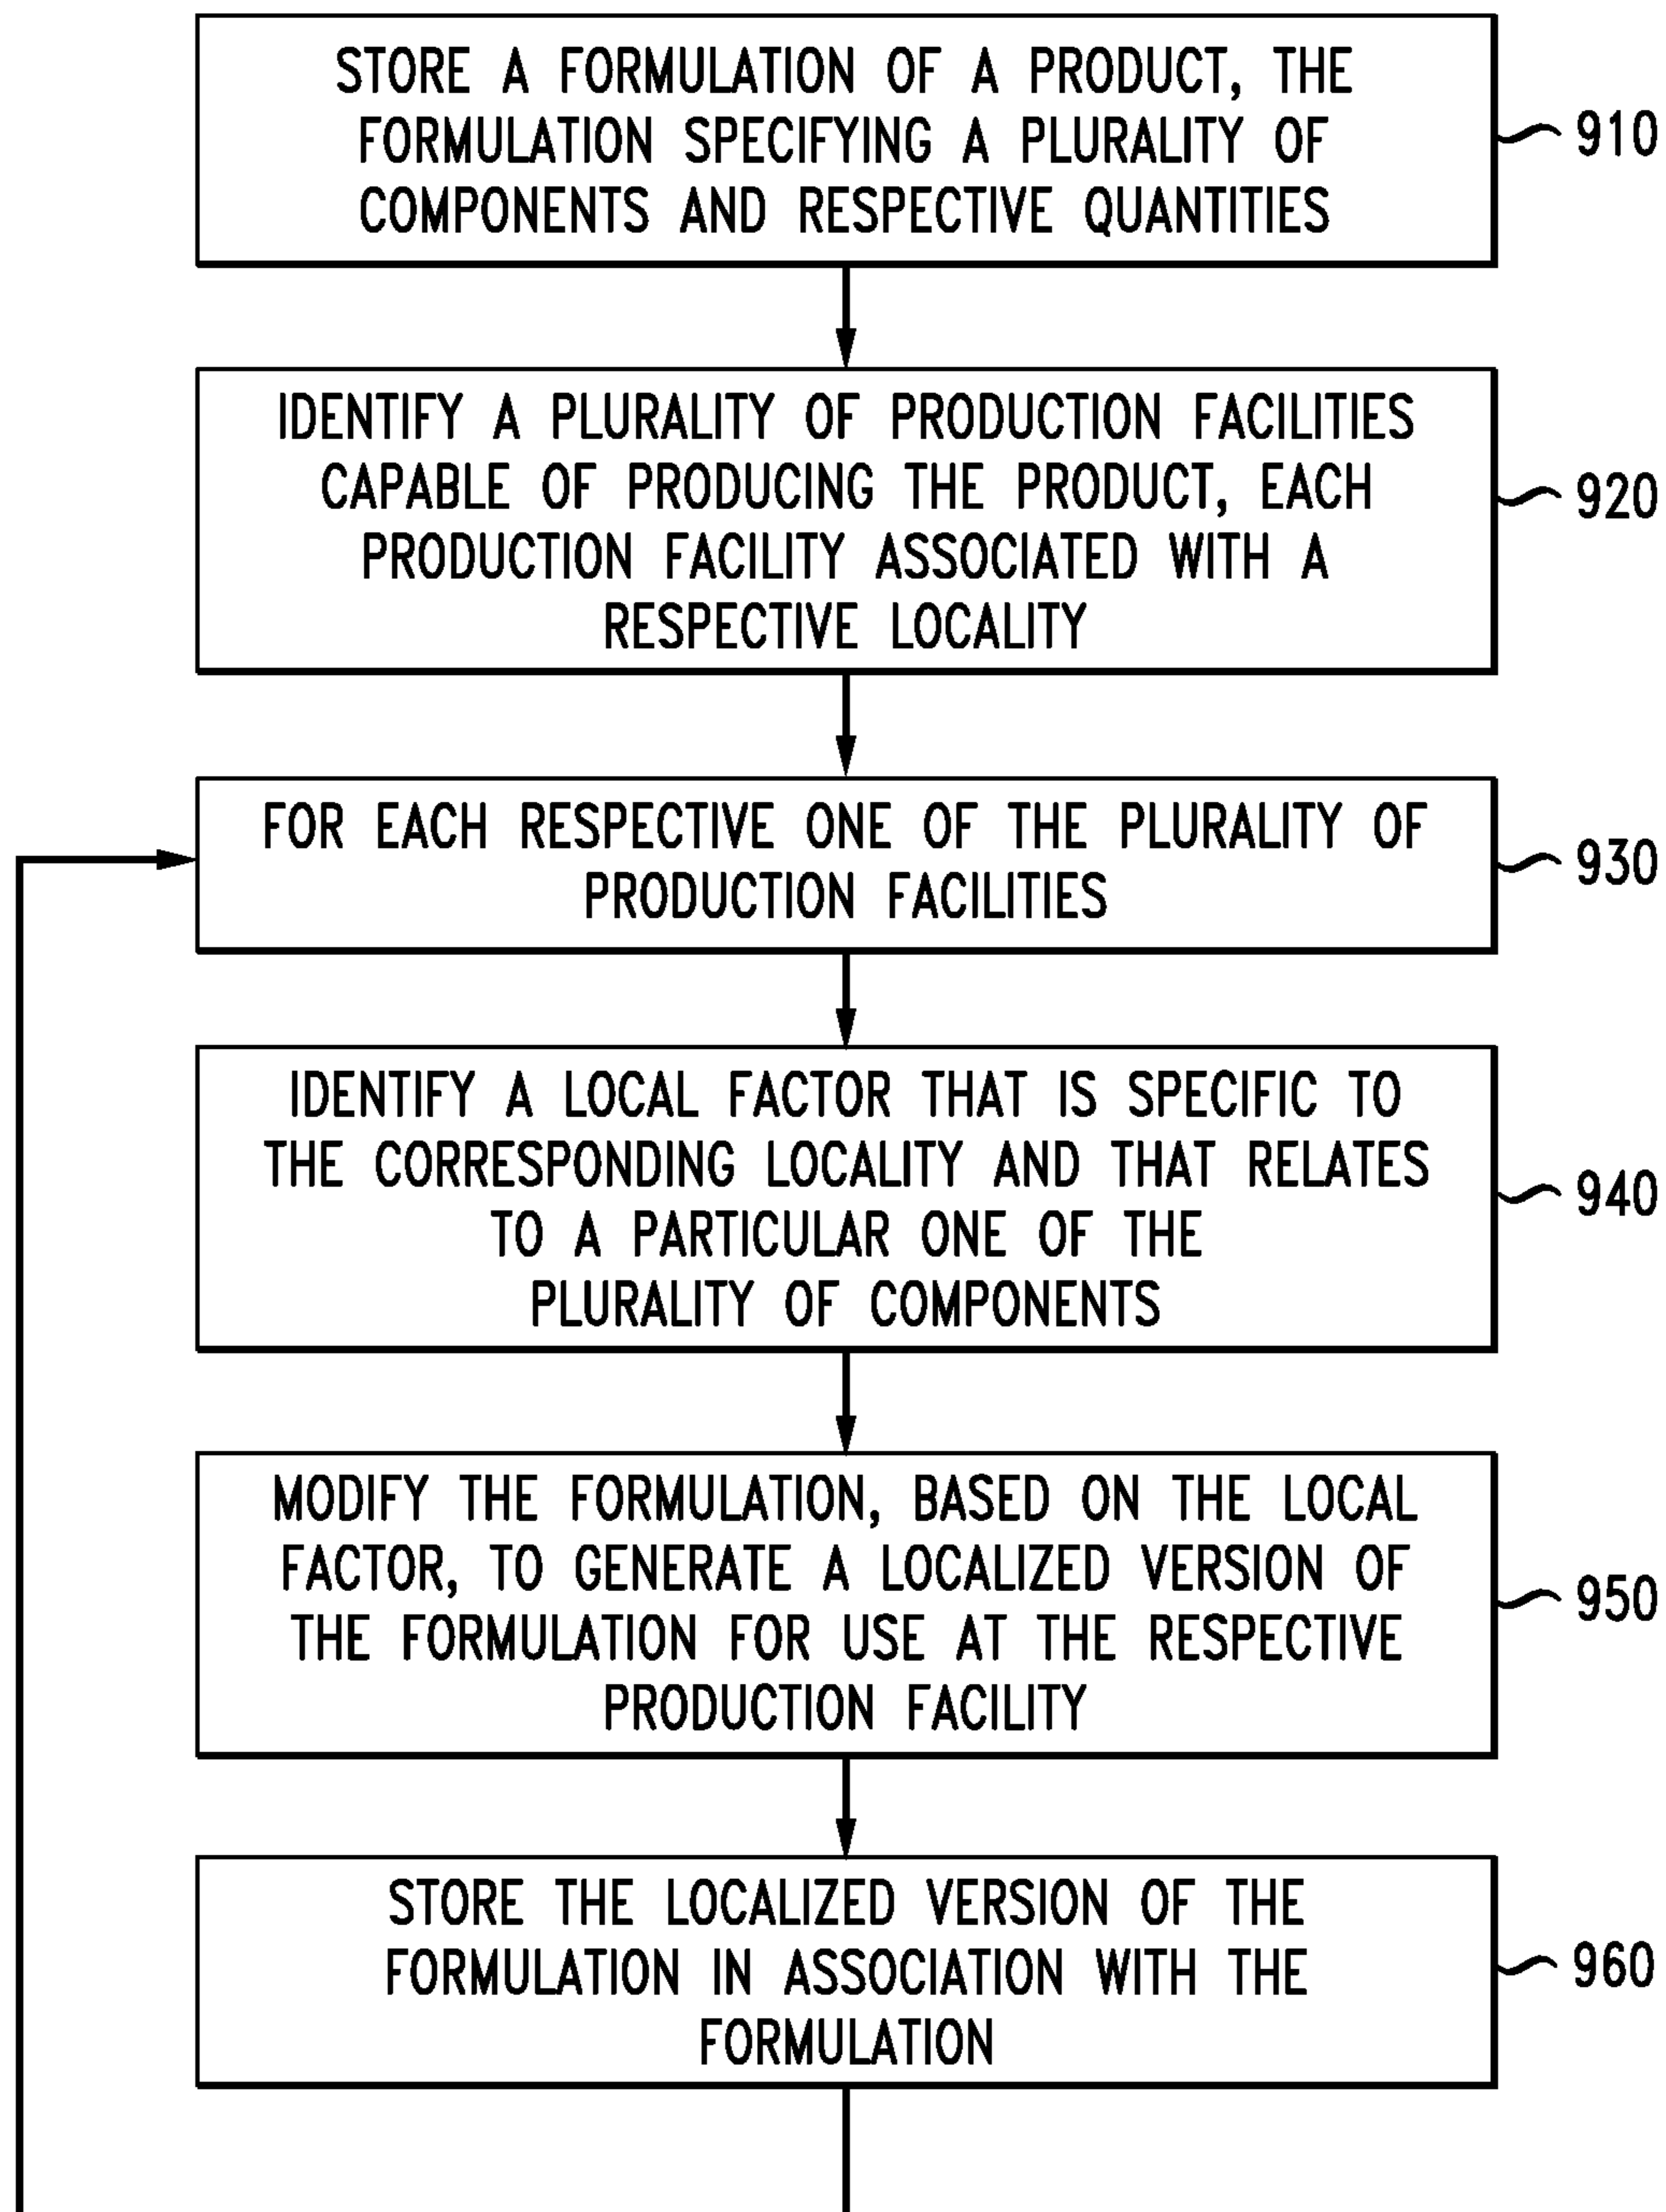 STORE A FORMULATION OF A PRODUCT, THE
FORMULATION SPECIFYING A PLURALITY OF
COMPONENTS AND RESPECTIVE QUANTITIES
910
IDENTIFY A PLURALITY OF PRODUCTION FACILITIES
CAPABLE OF PRODUCING THE PRODUCT, EACH
PRODUCTION FACILITY ASSOCIATED WITH A
RESPECTIVE LOCALITY
920
FOR EACH RESPECTIVE ONE OF THE PLURALITY OF
PRODUCTION FACILITIES
930
IDENTIFY A LOCAL FACTOR THAT IS SPECIFIC TO
THE CORRESPONDING LOCALITY AND THAT RELATES
TO A PARTICULAR ONE OF THE
PLURALITY OF COMPONENTS
940
MODIFY THE FORMULATION, BASED ON THE LOCAL
FACTOR, TO GENERATE A LOCALIZED VERSION OF
THE FORMULATION FOR USE AT THE RESPECTIVE
PRODUCTION FACILITY
950
STORE THE LOCALIZED VERSION OF THE
FORMULATION IN ASSOCIATION WITH THE
FORMULATION
960